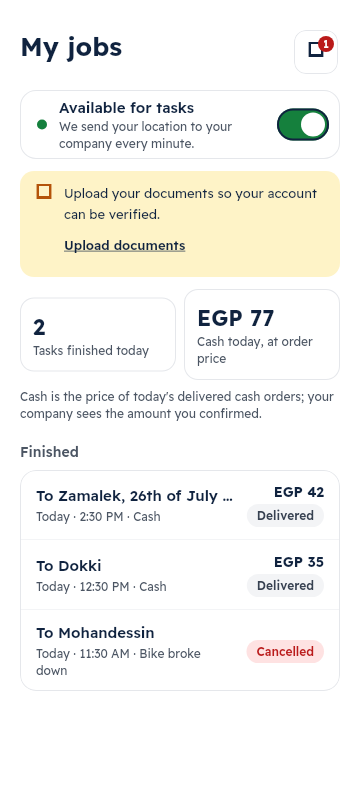 My jobs
1
Available for tasks
We send your location to your
company every minute.
Upload your documents so your account
can be verified.
Upload documents
2
Tasks finished today
EGP 77
Cash today, at order
price
Cash is the price of today's delivered cash orders; your
company sees the amount you confirmed.
Finished
To Zamalek, 26th of July ...
EGP 42
Today · 2:30 PM · Cash
Delivered
To Dokki
EGP 35
Today · 12:30 PM · Cash
Delivered
To Mohandessin
Today · 11:30 AM · Bike broke
down
Cancelled